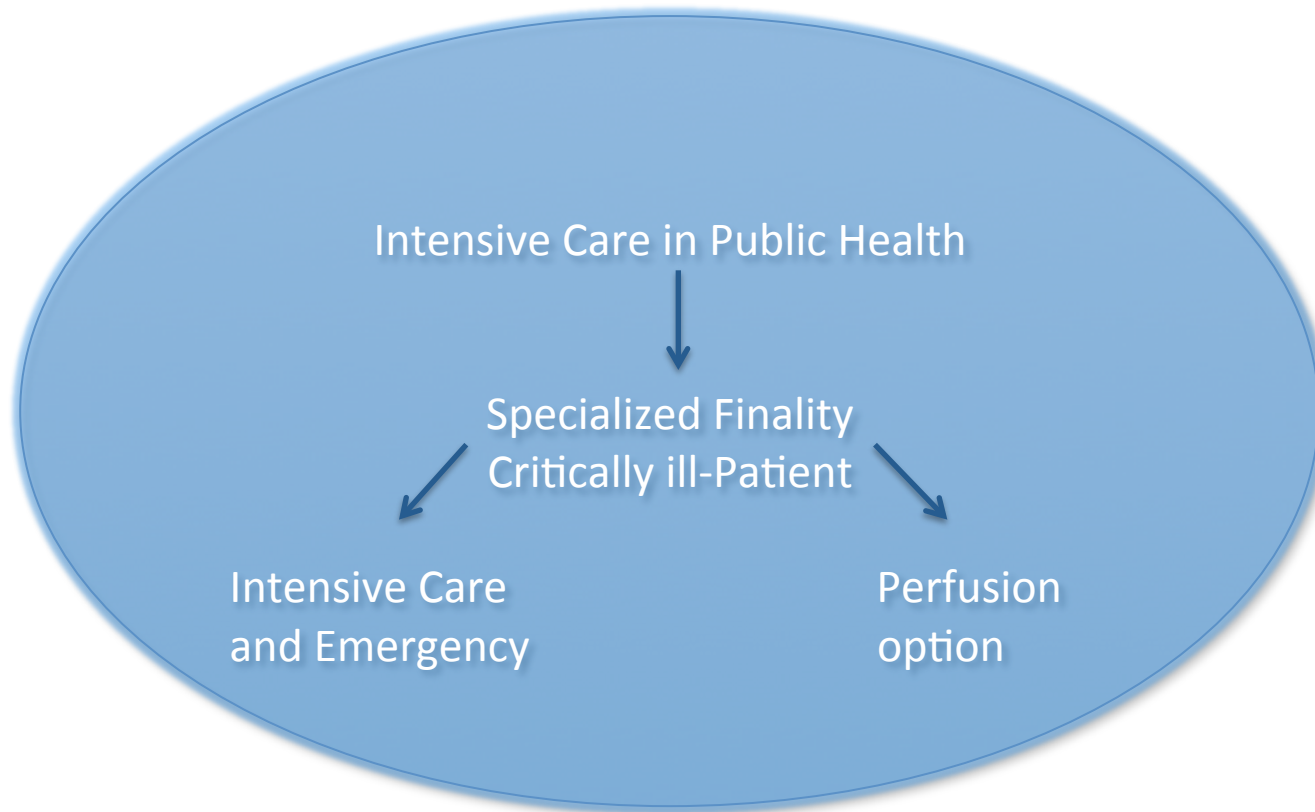 Intensive Care in Public Health
Specialized Finality
Critically ill-Patient
Intensive Care
and Emergency
Perfusion
option